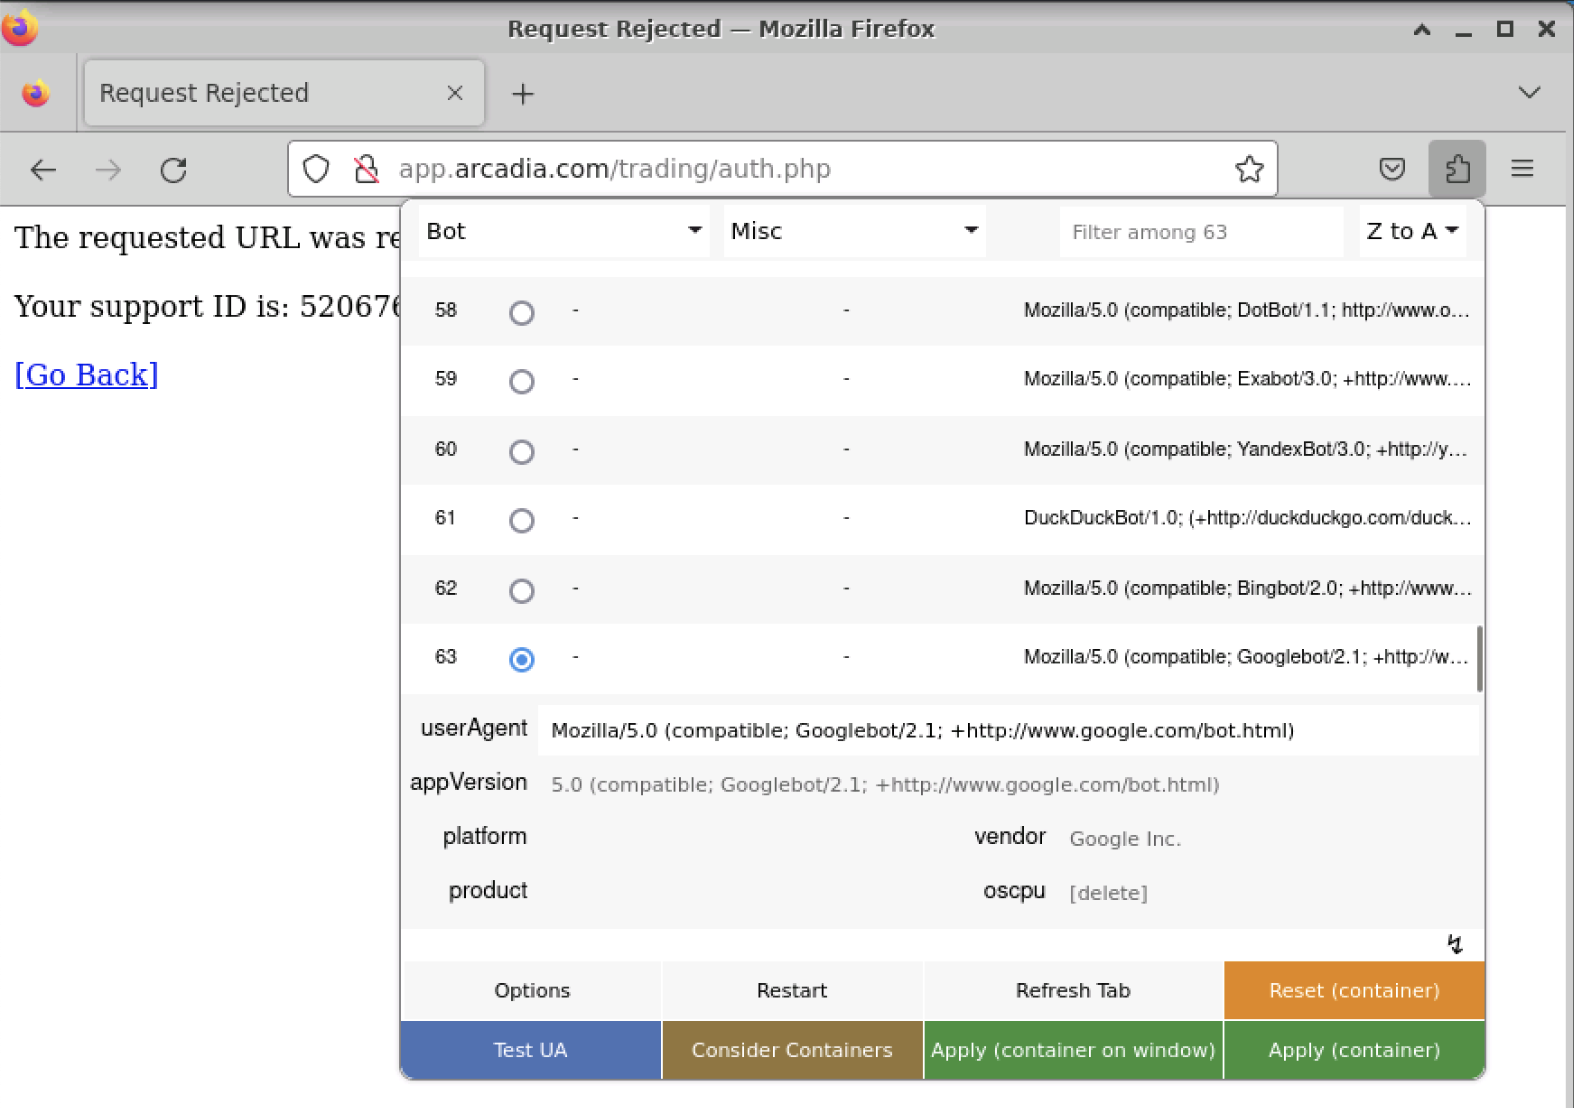 Request Rejected — Mozilla Firefox
Request Rejected
app.arcadia.com/trading/auth.php
The requested URL was re
Your support ID is: 520676
[Go Back]
Bot Misc Filter among 63 Z to A
58 - - Mozilla/5.0 (compatible; DotBot/1.1; http://www.o...
59 - - Mozilla/5.0 (compatible; Exabot/3.0; +http://www....
60 - - Mozilla/5.0 (compatible; YandexBot/3.0; +http://y...
61 - - DuckDuckBot/1.0; (+http://duckduckgo.com/duck...
62 - - Mozilla/5.0 (compatible; Bingbot/2.0; +http://www...
63 - - Mozilla/5.0 (compatible; Googlebot/2.1; +http://w...
userAgent Mozilla/5.0 (compatible; Googlebot/2.1; +http://www.google.com/bot.html)
appVersion 5.0 (compatible; Googlebot/2.1; +http://www.google.com/bot.html)
platform vendor Google Inc.
product oscpu [delete]
Options Restart Refresh Tab Reset (container)
Test UA Consider Containers Apply (container on window) Apply (container)